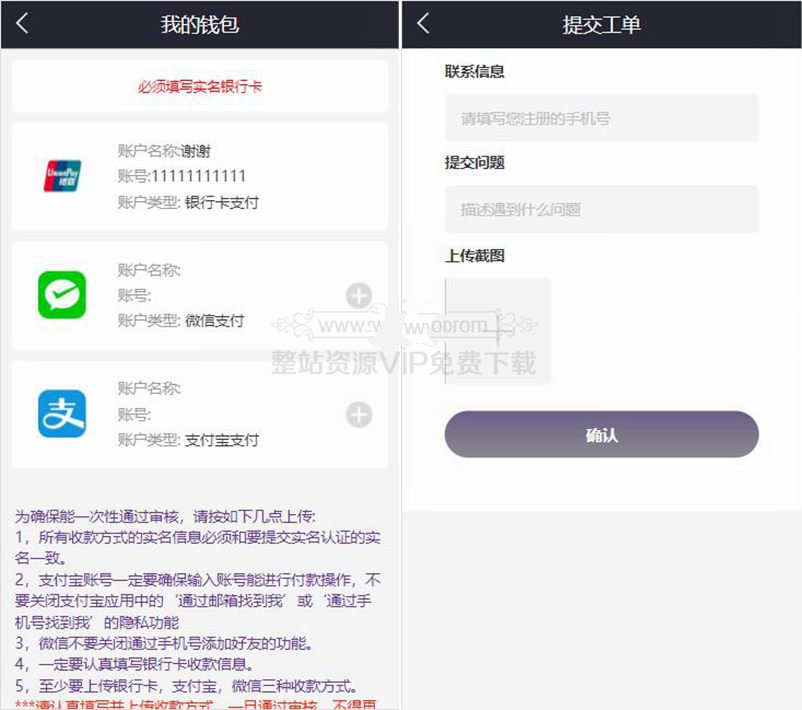 我的钱包
必须填写实名银行卡
UnionPay
银联
账户名称:谢谢
账号:11111111111
账户类型: 银行卡支付
账户名称:
账号:
账户类型: 微信支付
账户名称:
账号:
账户类型: 支付宝支付
为确保能一次性通过审核，请按如下几点上传:
1，所有收款方式的实名信息必须和要提交实名认证的实
名一致。
2，支付宝账号一定要确保输入账号能进行付款操作，不
要关闭支付宝应用中的‘通过邮箱找到我’或‘通过手
机号找到我’的隐私功能
3，微信不要关闭通过手机号添加好友的功能。
4，一定要认真填写银行卡收款信息。
5，至少要上传银行卡，支付宝，微信三种收款方式。
***请认真填写并上传收款方式，一旦通过审核，不得再
提交工单
联系信息
请填写您注册的手机号
提交问题
描述遇到什么问题
上传截图
确认
整站资源VIP免费下载